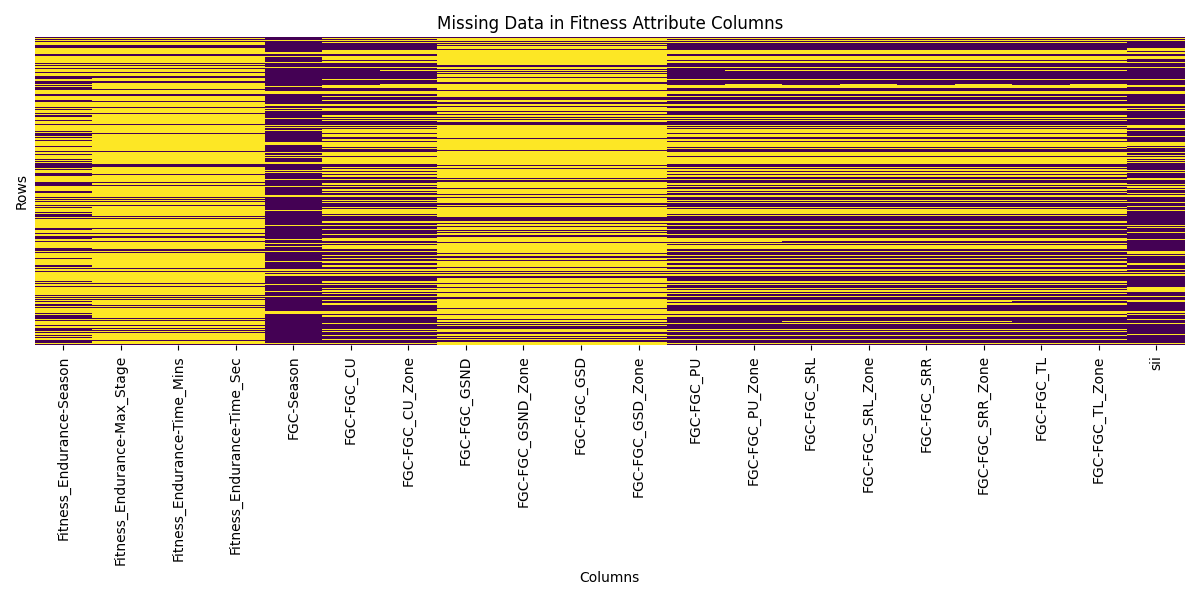 Missing Data in Fitness Attribute Columns
Rows
Fitness_Endurance-Season
Fitness_Endurance-Max_Stage
Fitness_Endurance-Time_Mins
Fitness_Endurance-Time_Sec
FGC-Season
FGC-FGC_CU
FGC-FGC_CU_Zone
FGC-FGC_GSND
FGC-FGC_GSND_Zone
FGC-FGC_GSD
FGC-FGC_GSD_Zone
FGC-FGC_PU
FGC-FGC_PU_Zone
FGC-FGC_SRL
FGC-FGC_SRL_Zone
FGC-FGC_SRR
FGC-FGC_SRR_Zone
FGC-FGC_TL
FGC-FGC_TL_Zone
sii
Columns